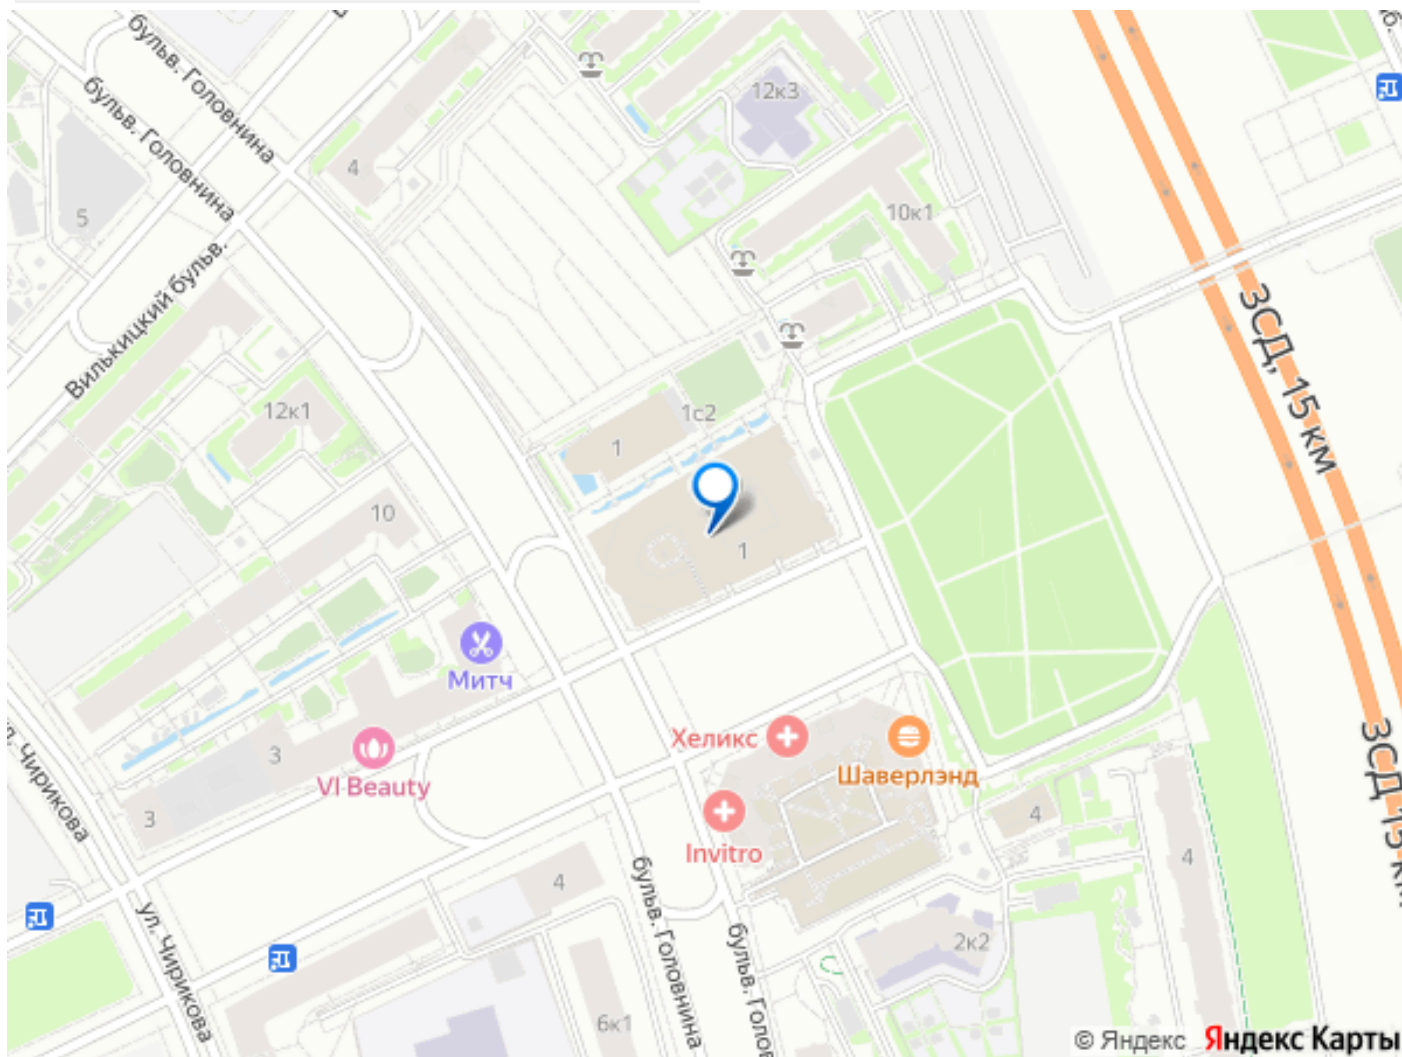 бульв. Головнина
бульв. Головнина
12к3
4
5
10к1
Вилькицкий бульв.
ЗСД, 15 км
12к1
1с2
1
10
1
Митч
Хеликс
3
VI Beauty
Шаверлэнд
ЗСД 15 км
ул. Чирикова
3
Invitro
4
4
4
ул. Чирикова
бульв. Головнина
бульв. Голов
2к2
6к1
© Яндекс Яндекс Карты